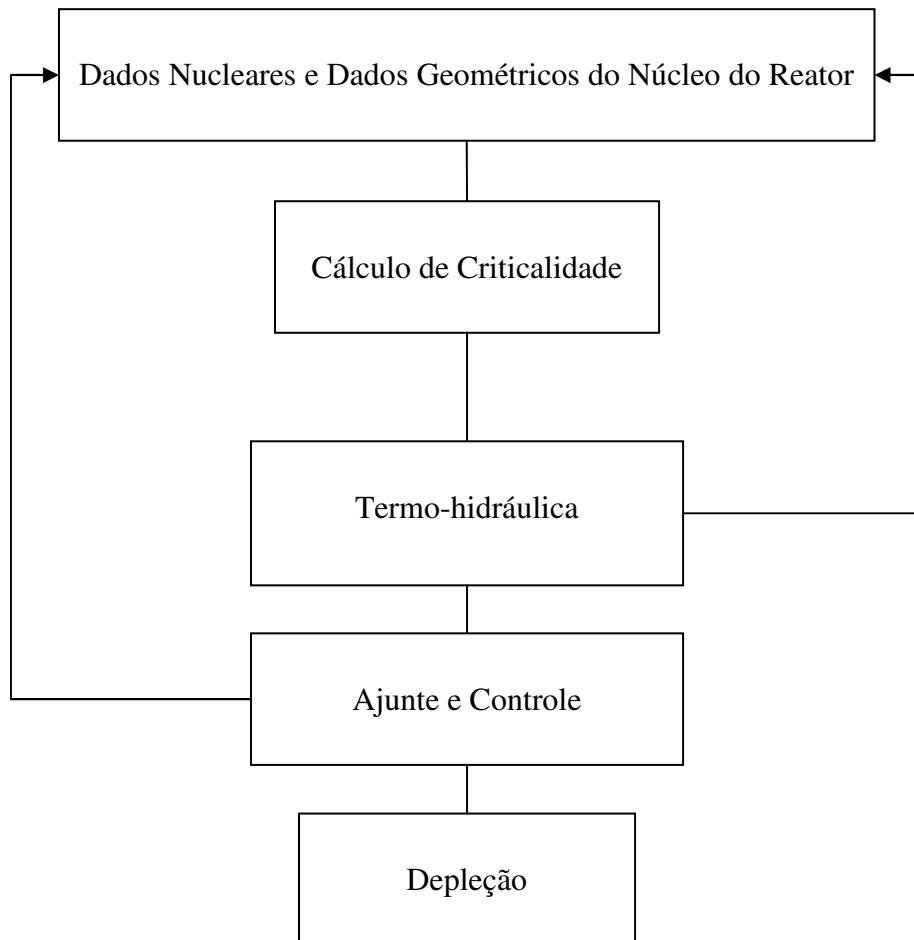 Dados Nucleares e Dados Geométricos do Núcleo do Reator
Cálculo de Criticalidade
Termo-hidráulica
Ajunte e Controle
Depleção